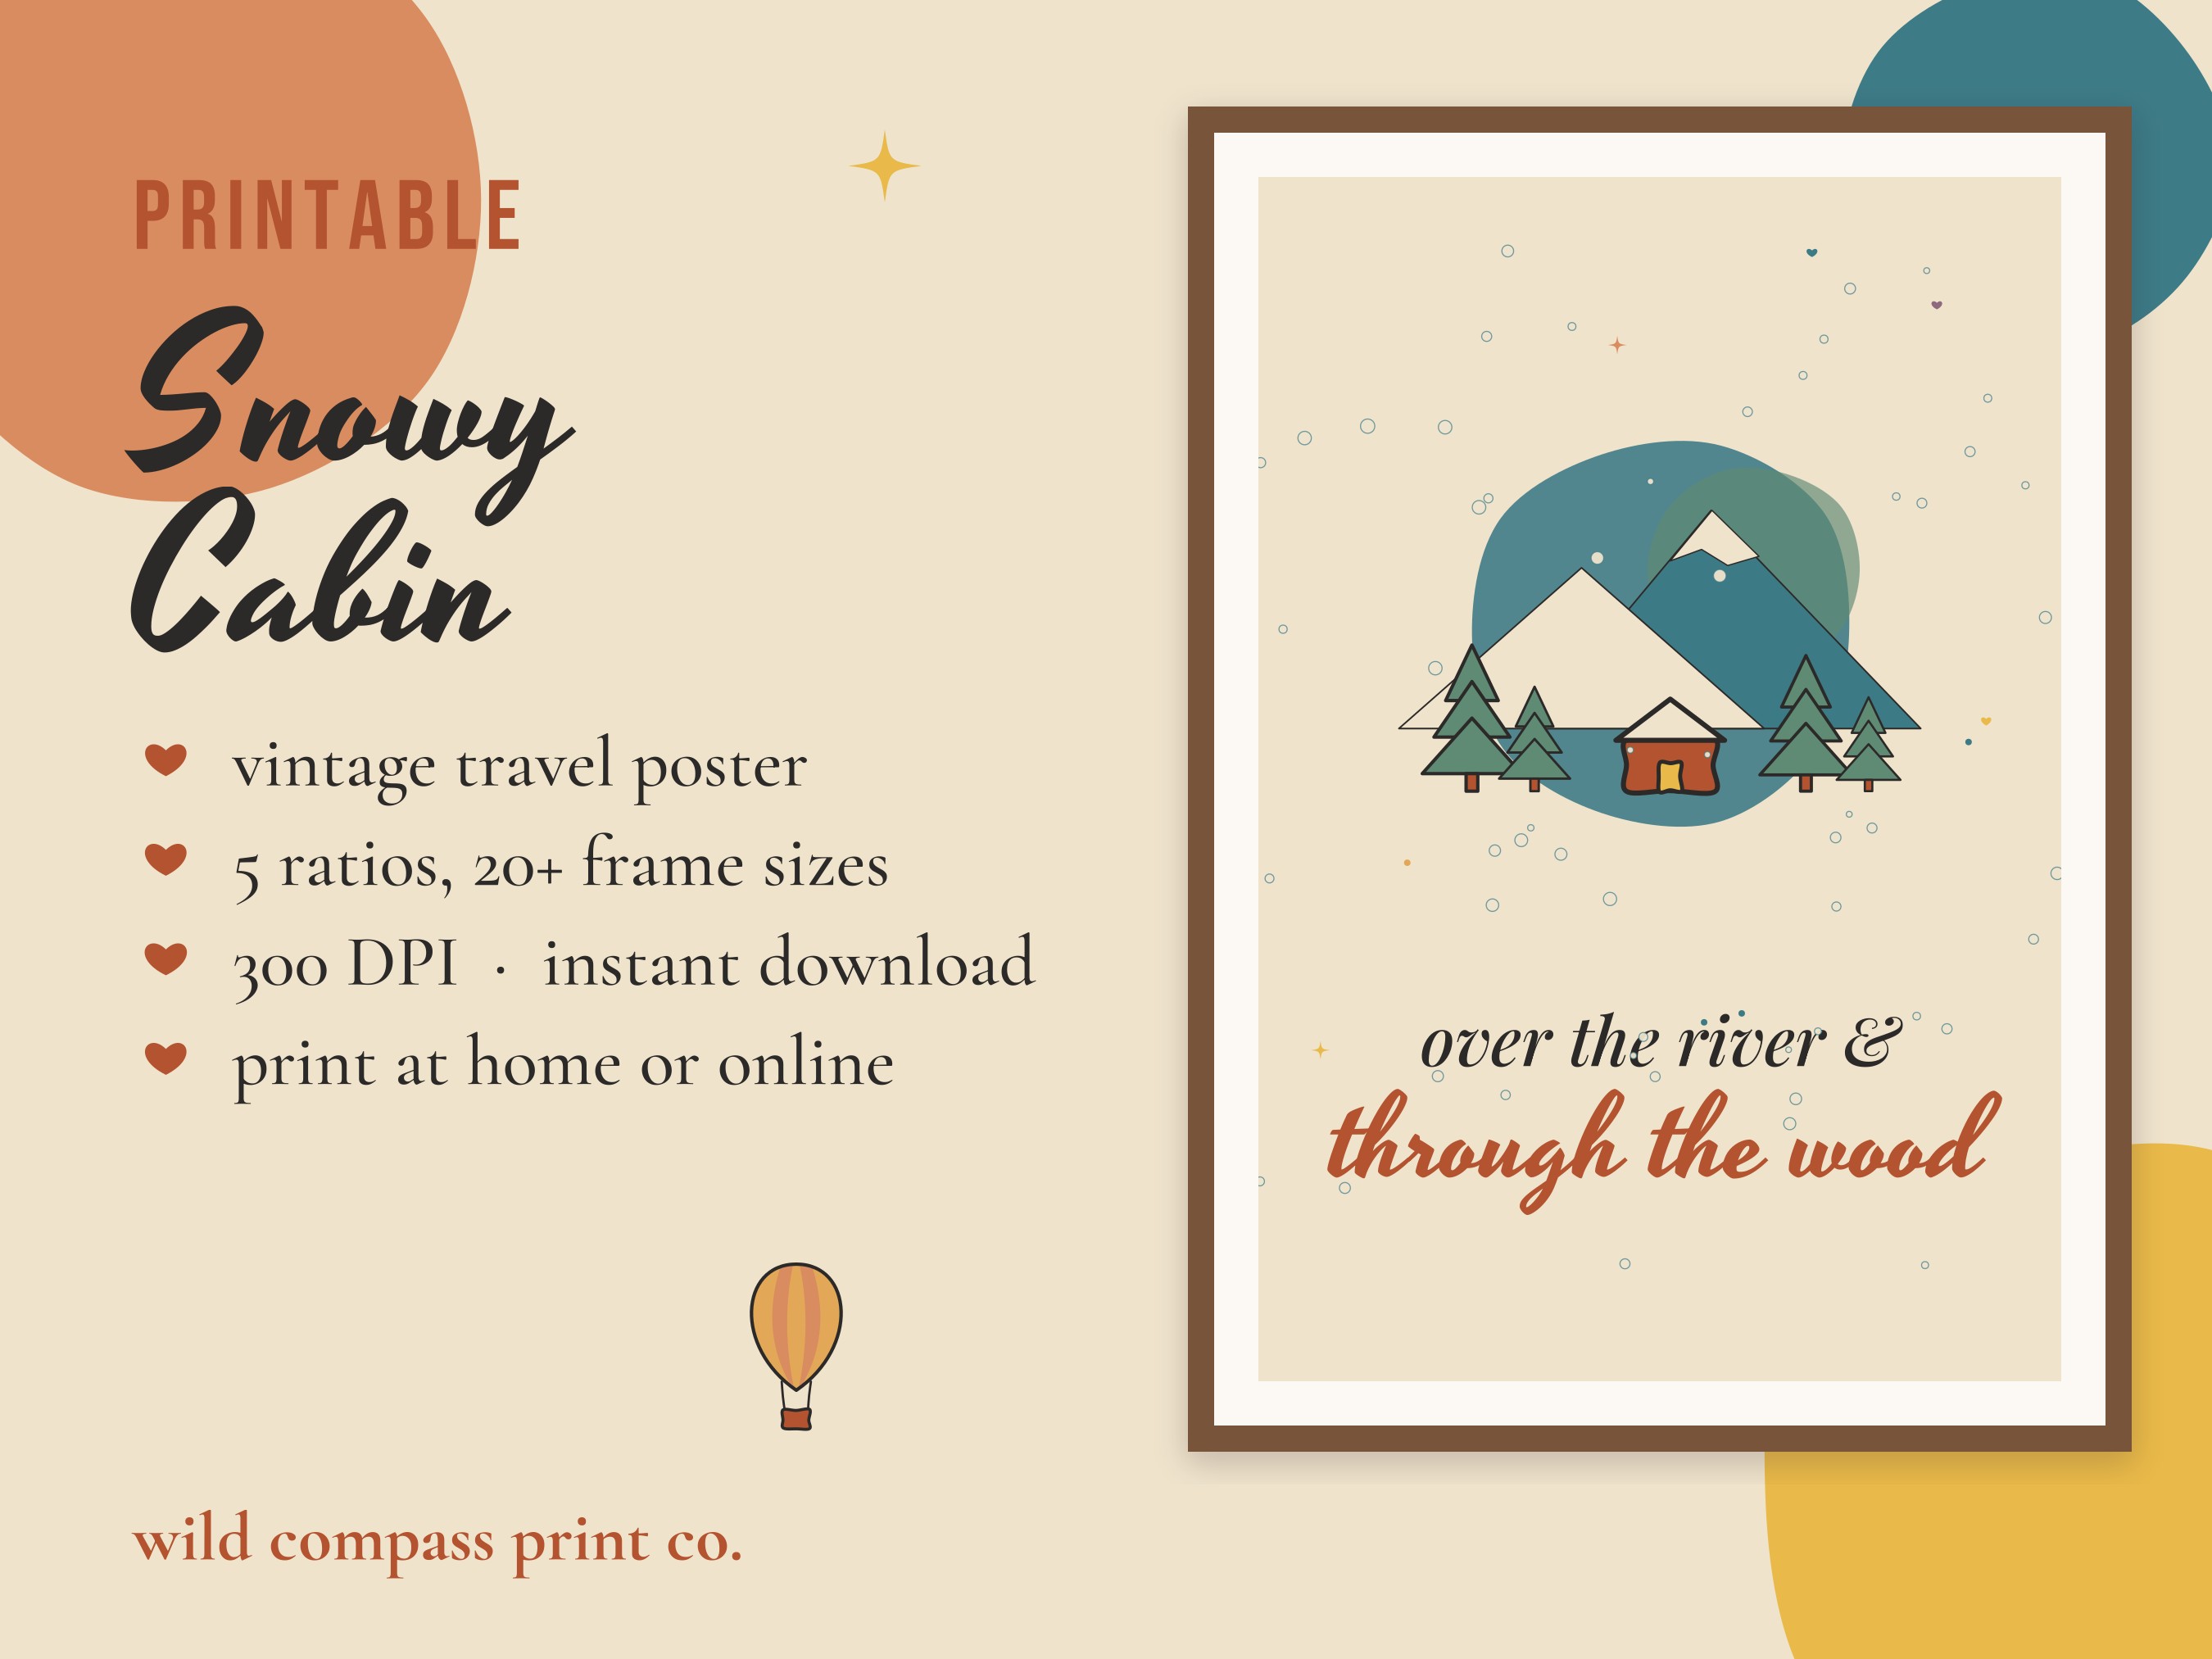 PRINTABLE
Snowy
Cabin
vintage travel poster
5 ratios, 20+ frame sizes
300 DPI · instant download
print at home or online
wild compass print co.
over the river &
through the wood